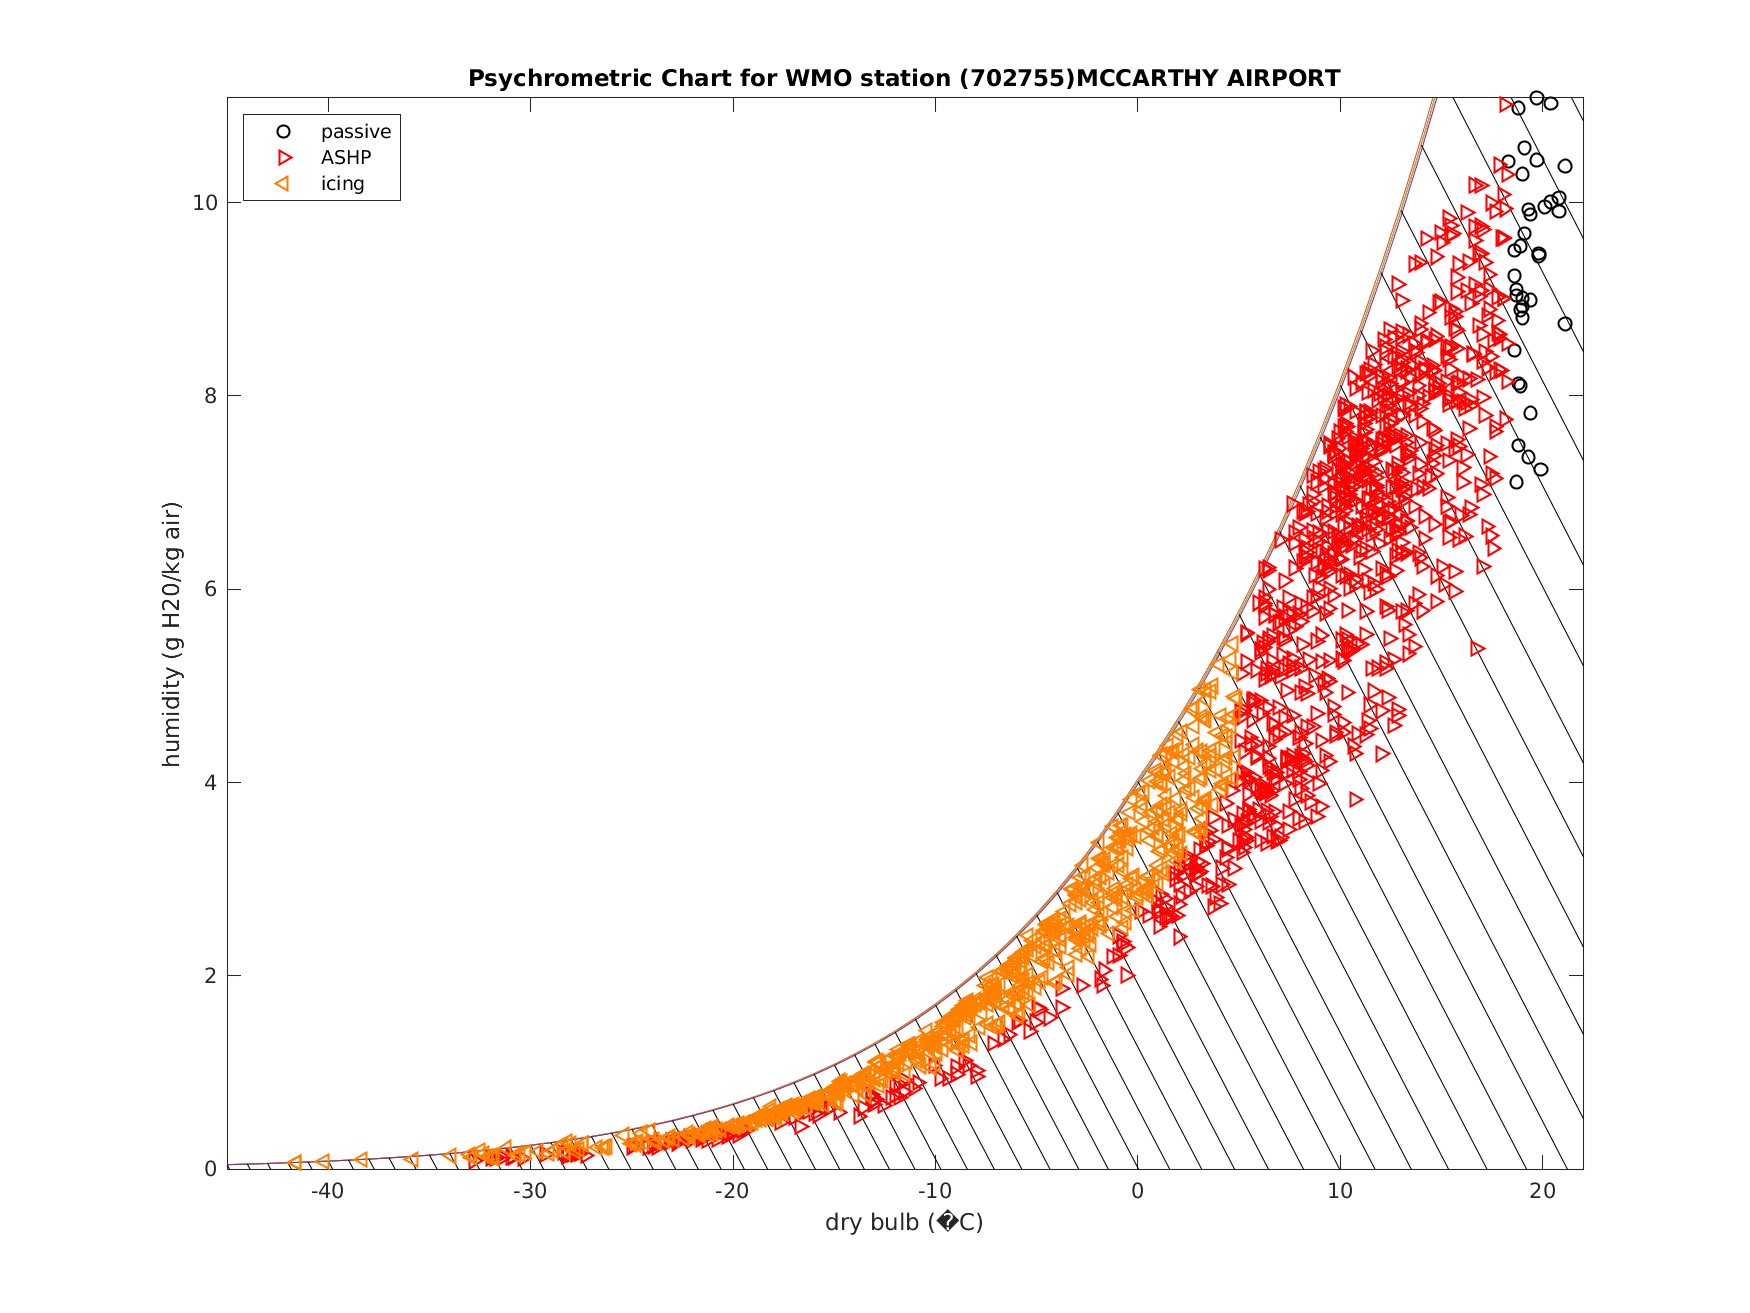 Psychrometric Chart for WMO station (702755)MCCARTHY AIRPORT
passive
ASHP
icing
humidity (g H20/kg air)
10
8
6
4
2
0
-40 -30 -20 -10 0 10 20
dry bulb (�C)